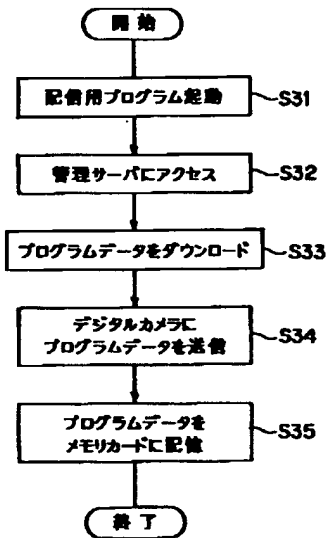 開始
配信用プログラム起動
S31
管理サーバにアクセス
S32
プログラムデータをダウンロード
S33
デジタルカメラに
プログラムデータを送信
S34
プログラムデータを
メモリカードに記憶
S35
終了